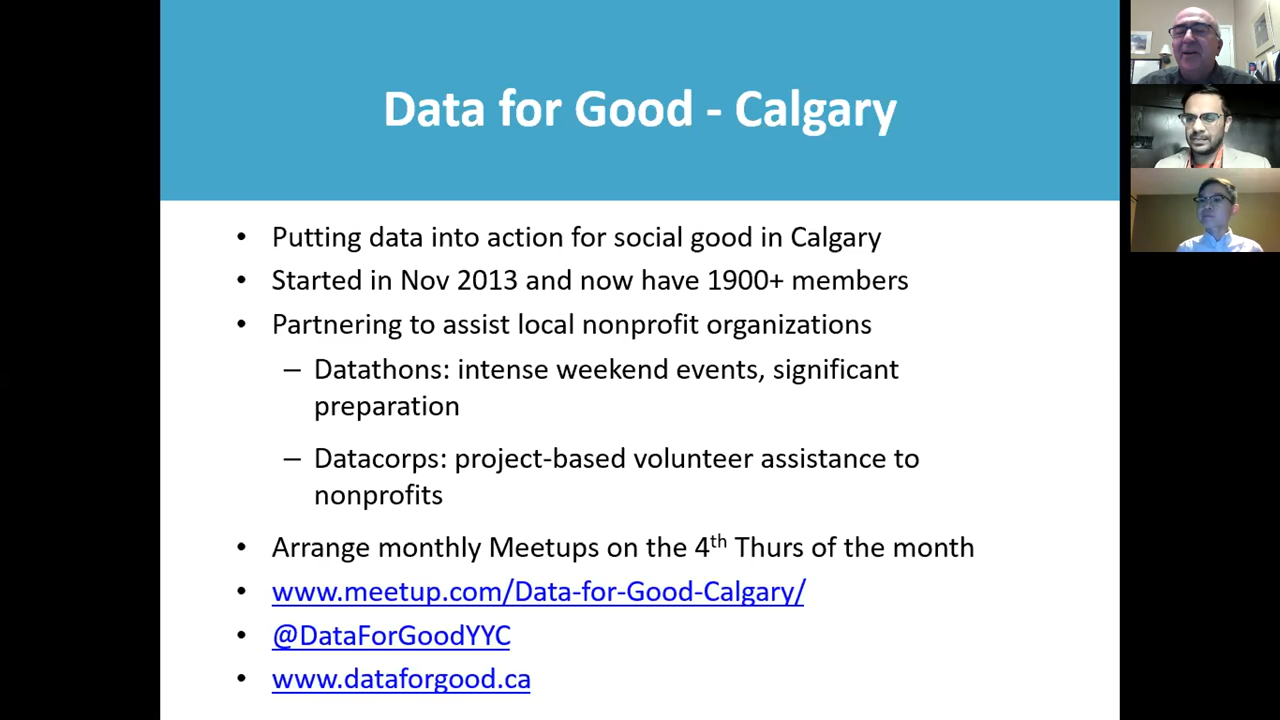 Data for Good - Calgary
• Putting data into action for social good in Calgary
• Started in Nov 2013 and now have 1900+ members
• Partnering to assist local nonprofit organizations
– Datathons: intense weekend events, significant
preparation
– Datacorps: project-based volunteer assistance to
nonprofits
• Arrange monthly Meetups on the 4th Thurs of the month
• www.meetup.com/Data-for-Good-Calgary/
• @DataForGoodYYC
• www.dataforgood.ca